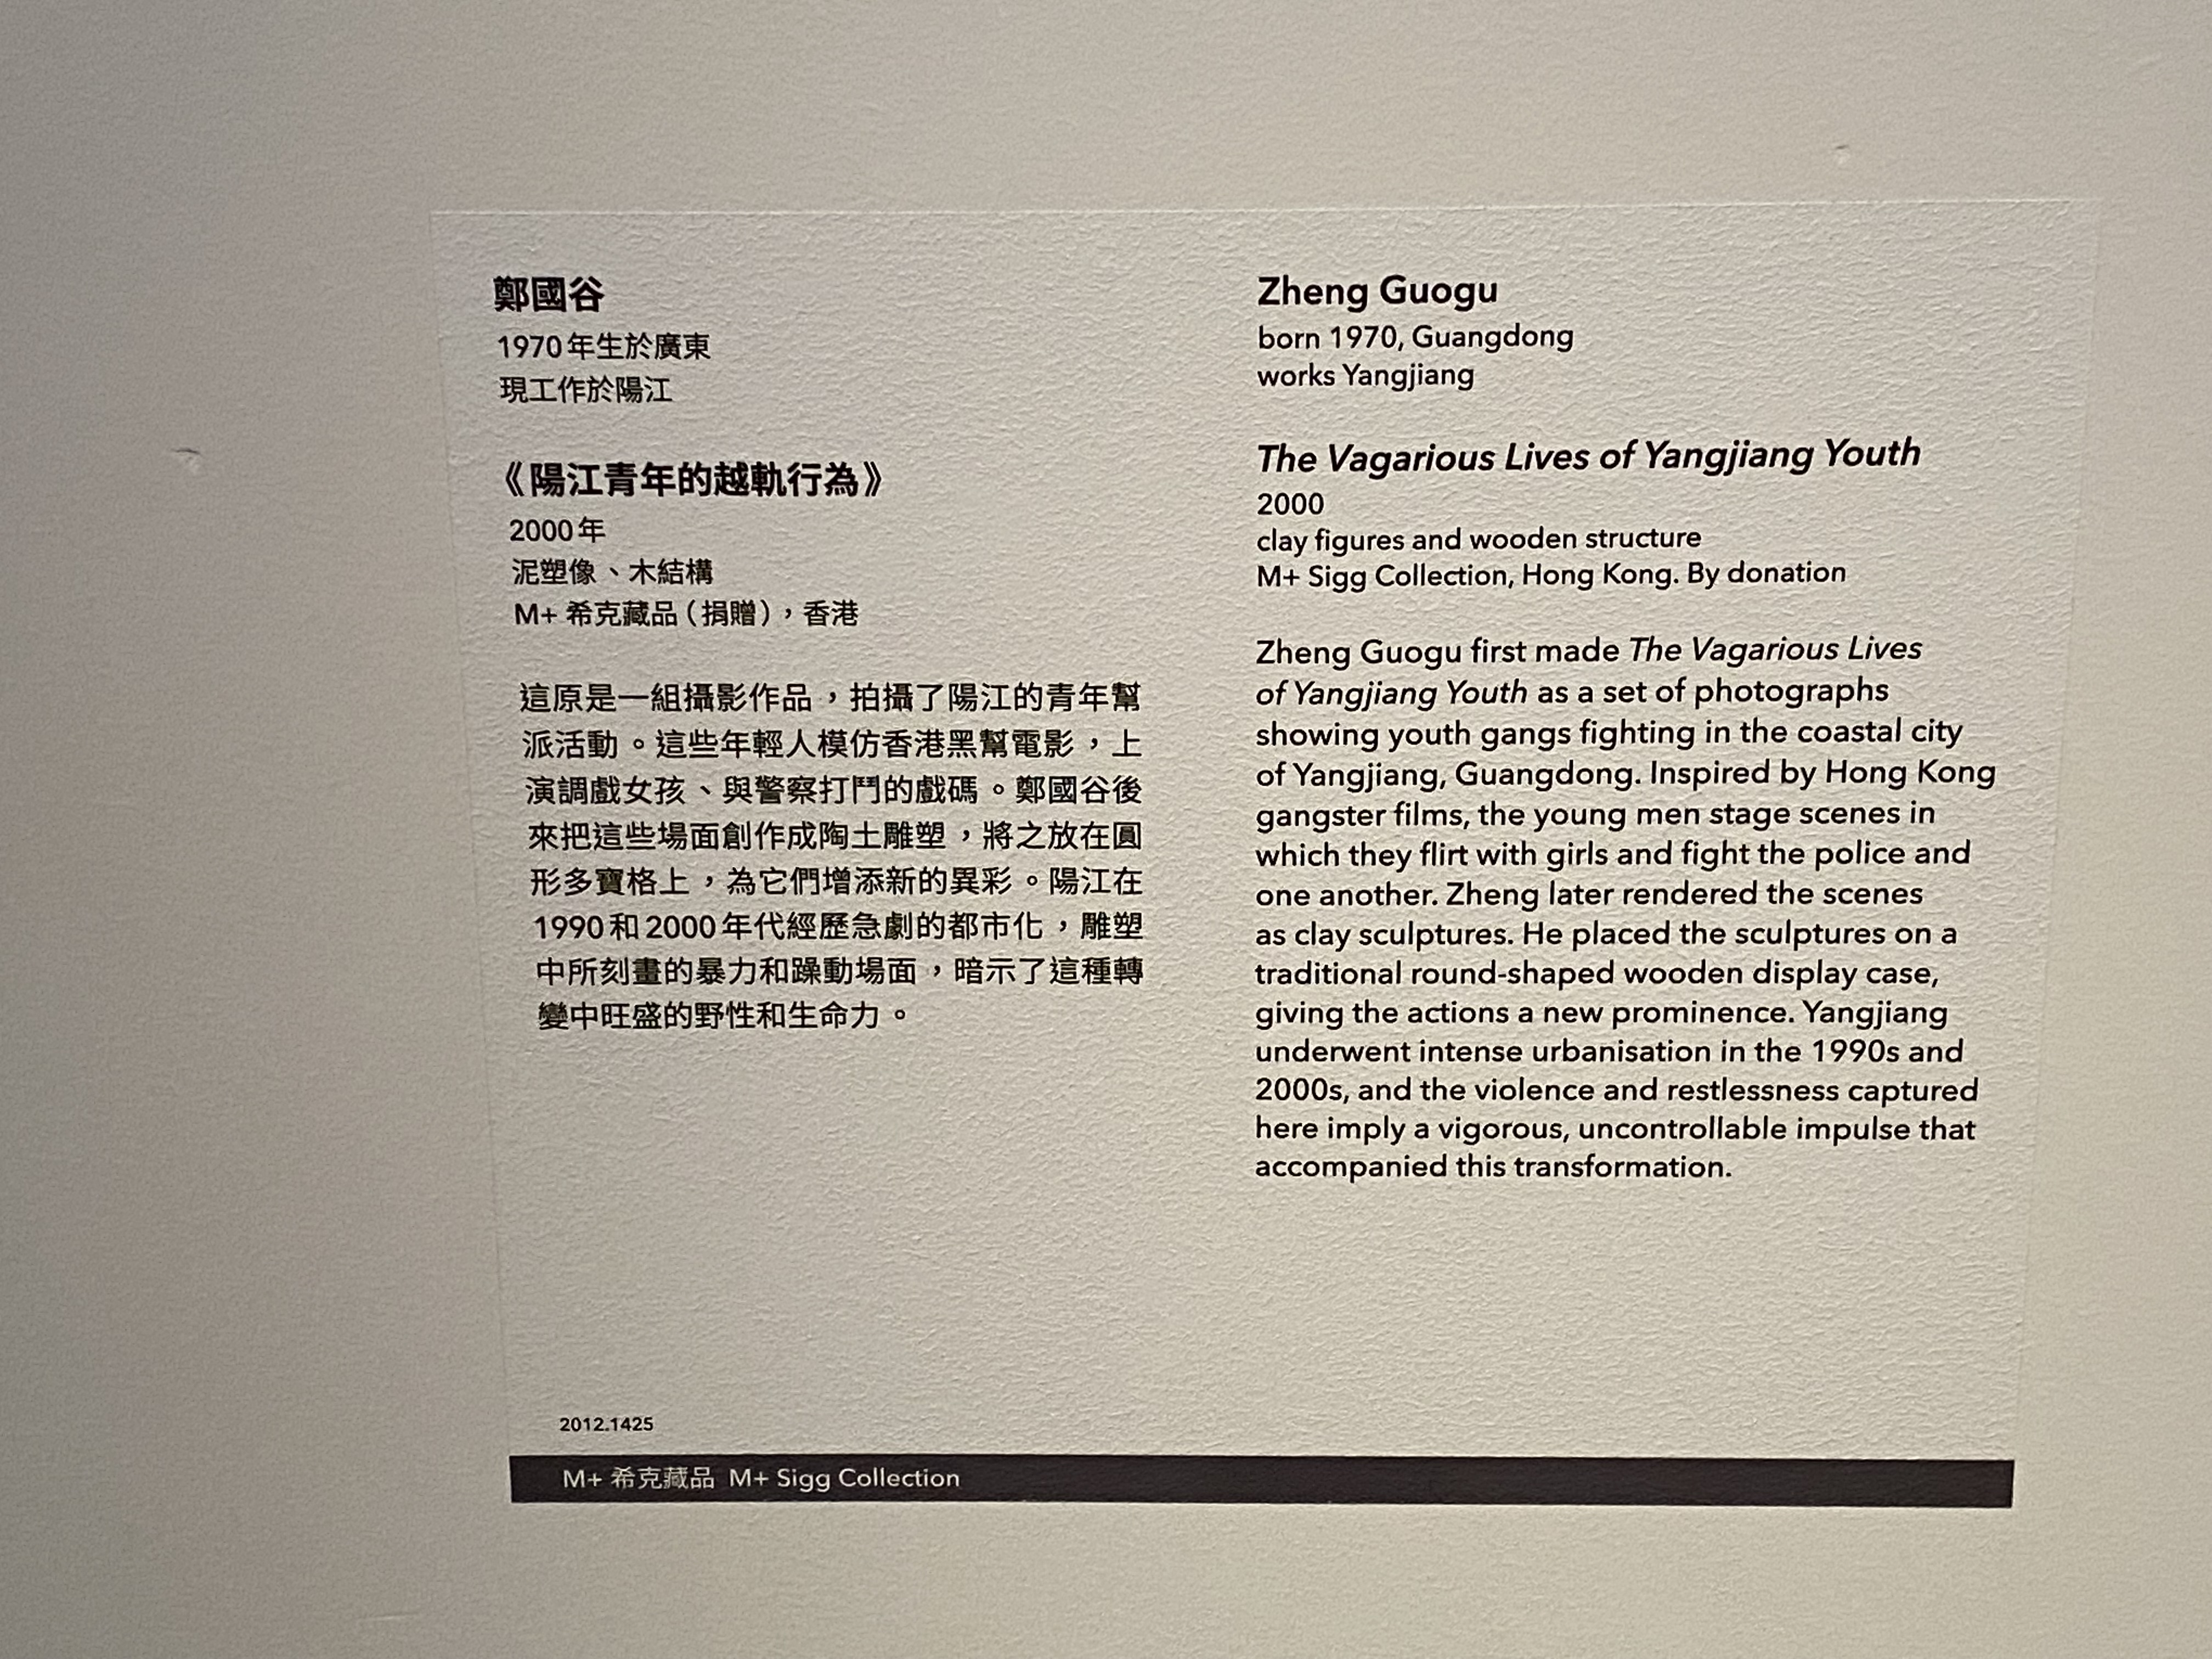 鄭國谷
1970年生於廣東
現工作於陽江
《陽江青年的越軌行為》
2000年
泥塑像、木結構
M+ 希克藏品（捐贈），香港
這原是一組攝影作品，拍攝了陽江的青年幫
派活動。這些年輕人模仿香港黑幫電影，上
演調戲女孩、與警察打鬥的戲碼。鄭國谷後
來把這些場面創作成陶土雕塑，將之放在圓
形多寶格上，為它們增添新的異彩。陽江在
1990和2000年代經歷急劇的都市化，雕塑
中所刻畫的暴力和躁動場面，暗示了這種轉
變中旺盛的野性和生命力。
Zheng Guogu
born 1970, Guangdong
works Yangjiang
The Vagarious Lives of Yangjiang Youth
2000
clay figures and wooden structure
M+ Sigg Collection, Hong Kong. By donation
Zheng Guogu first made The Vagarious Lives
of Yangjiang Youth as a set of photographs
showing youth gangs fighting in the coastal city
of Yangjiang, Guangdong. Inspired by Hong Kong
gangster films, the young men stage scenes in
which they flirt with girls and fight the police and
one another. Zheng later rendered the scenes
as clay sculptures. He placed the sculptures on a
traditional round-shaped wooden display case,
giving the actions a new prominence. Yangjiang
underwent intense urbanisation in the 1990s and
2000s, and the violence and restlessness captured
here imply a vigorous, uncontrollable impulse that
accompanied this transformation.
2012.1425
M+ 希克藏品 M+ Sigg Collection